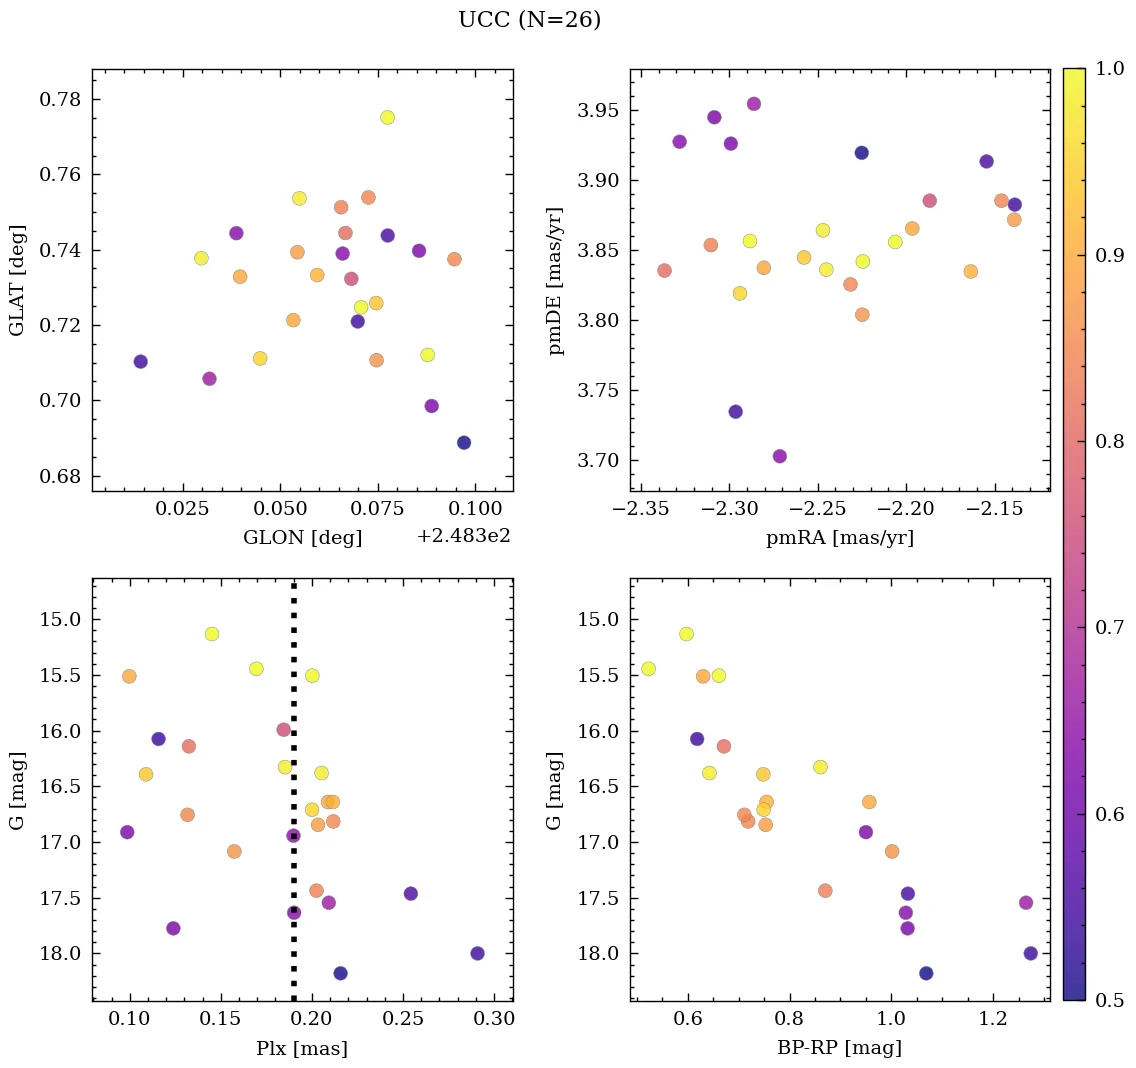 UCC (N=26)
0.78
0.76
0.74
0.72
0.70
0.68
GLAT [deg]
0.025 0.050 0.075 0.100
GLON [deg] +2.483e2
3.95
3.90
3.85
3.80
3.75
3.70
pmDE [mas/yr]
−2.35 −2.30 −2.25 −2.20 −2.15
pmRA [mas/yr]
15.0
15.5
16.0
16.5
17.0
17.5
18.0
G [mag]
0.10 0.15 0.20 0.25 0.30
Plx [mas]
15.0
15.5
16.0
16.5
17.0
17.5
18.0
G [mag]
0.6 0.8 1.0 1.2
BP-RP [mag]
1.0
0.9
0.8
0.7
0.6
0.5